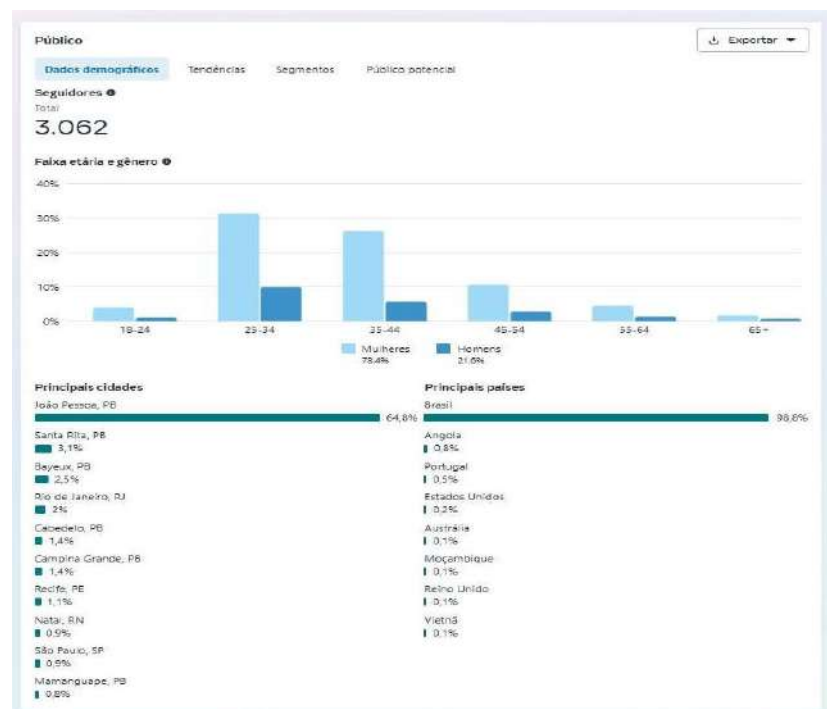 Público
Exportar
Dados demográficos Tendências Segmentos Público potencial
Seguidores
Total
3.062
Faixa etária e gênero
40%
30%
20%
10%
0%
18-24 25-34 35-44 45-54 55-64 65+
Mulheres Homens
78.4% 21.6%
Principais cidades
João Pessoa, PB
64,8%
Santa Rita, PB
3,1%
Bayeux, PB
2,5%
Rio de Janeiro, RJ
2%
Cabedelo, PB
1,4%
Campina Grande, PB
1,4%
Recife, PE
1,1%
Natal, RN
0,9%
São Paulo, SP
0,9%
Mamanguape, PB
0,8%
Principais países
Brasil
98,8%
Angola
0,8%
Portugal
0,5%
Estados Unidos
0,2%
Austrália
0,1%
Moçambique
0,1%
Reino Unido
0,1%
Vietnã
0,1%